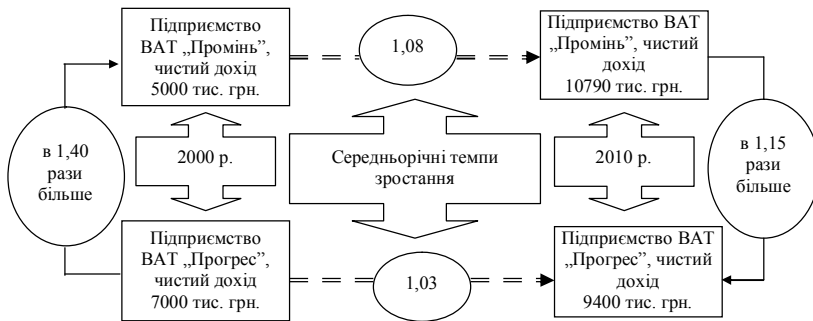 Підприємство
ВАТ „Промінь”,
чистий дохід
5000 тис. грн.
1,08
Підприємство ВАТ
„Промінь”, чистий
дохід
10790 тис. грн.
в 1,40
рази
більше
2000 р.
Середньорічні темпи
зростання
2010 р.
в 1,15
рази
більше
Підприємство
ВАТ „Прогрес”,
чистий дохід
7000 тис. грн.
1,03
Підприємство ВАТ
„Прогрес”, чистий
дохід
9400 тис. грн.